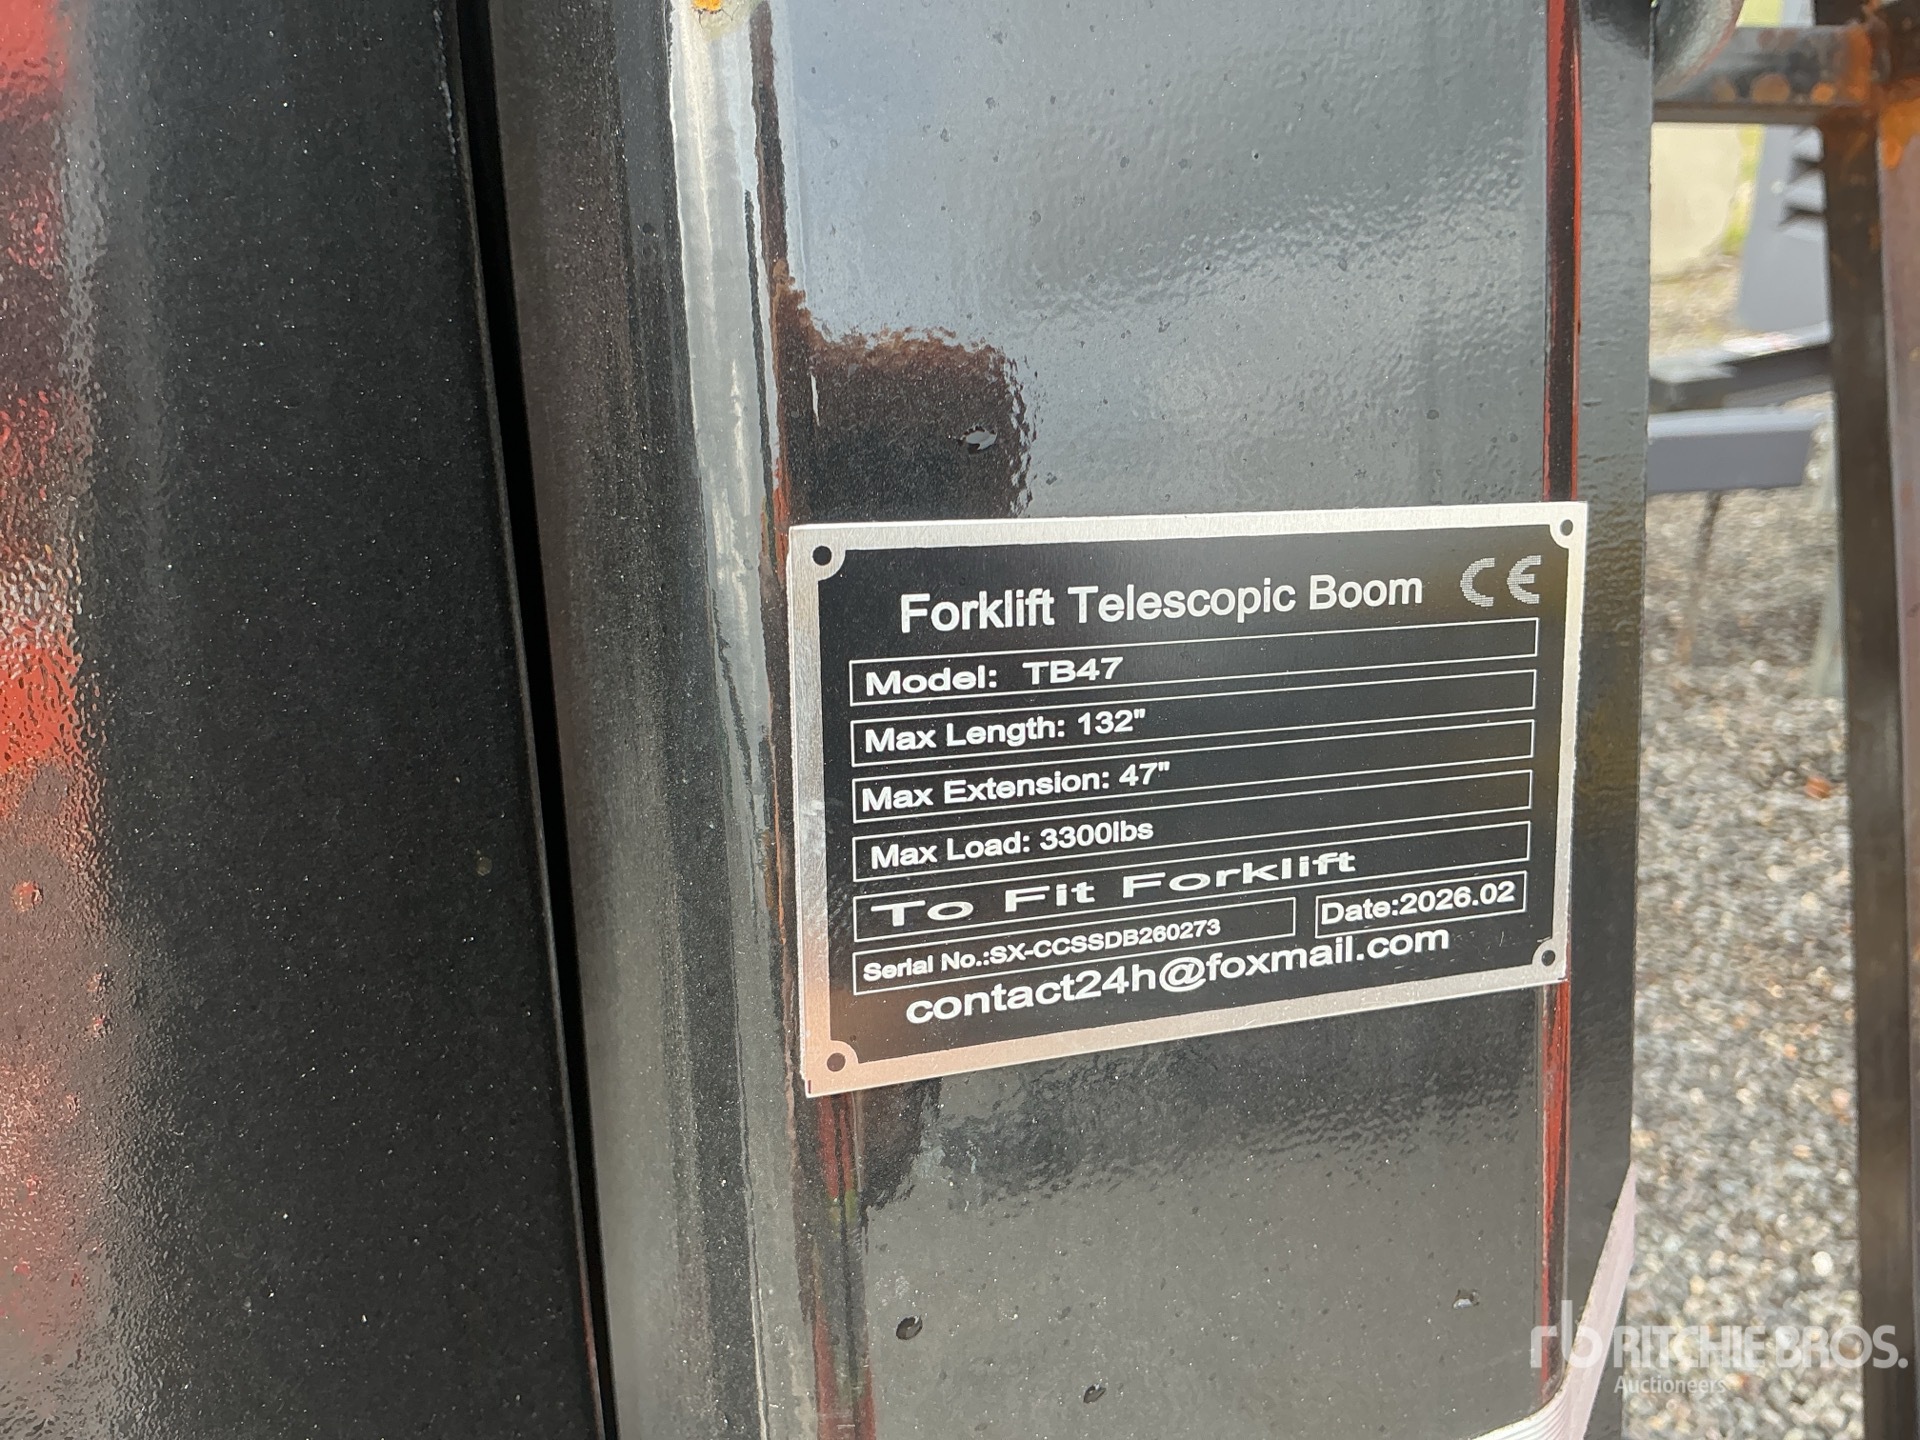 Forklift Telescopic Boom CE
Model: TB47
Max Length: 132"
Max Extension: 47"
Max Load: 3300lbs
To Fit Forklift
Serial No.:SX-CCSSDB260273 Date:2026.02
contact24h@foxmail.com
rb RITCHIE BROS.
Auctioneers